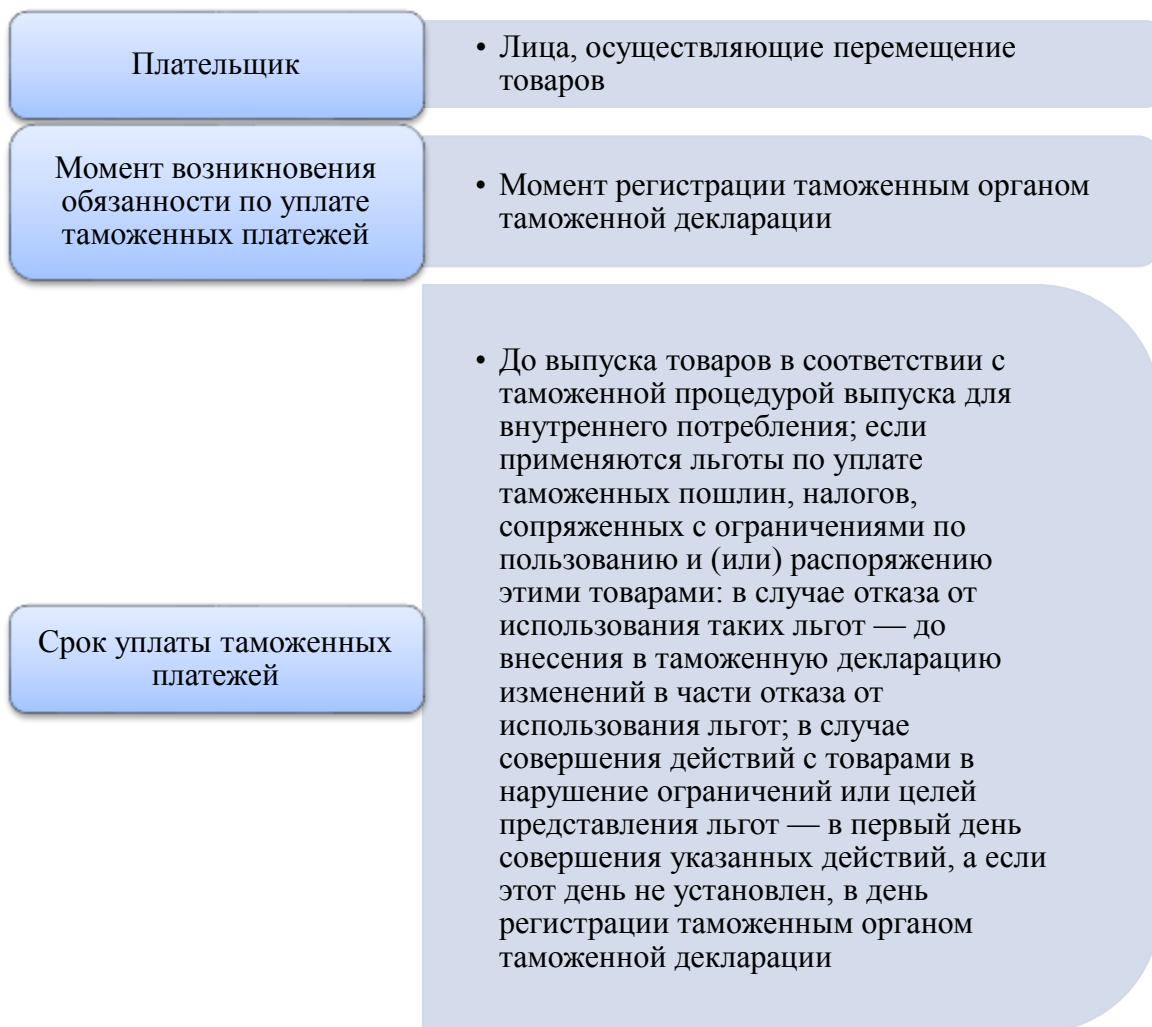 Плательщик
• Лица, осуществляющие перемещение
товаров
Момент возникновения
обязанности по уплате
таможенных платежей
• Момент регистрации таможенным органом
таможенной декларации
Срок уплаты таможенных
платежей
• До выпуска товаров в соответствии с
таможенной процедурой выпуска для
внутреннего потребления; если
применяются льготы по уплате
таможенных пошлин, налогов,
сопряженных с ограничениями по
пользованию и (или) распоряжению
этими товарами: в случае отказа от
использования таких льгот — до
внесения в таможенную декларацию
изменений в части отказа от
использования льгот; в случае
совершения действий с товарами в
нарушение ограничений или целей
представления льгот — в первый день
совершения указанных действий, а если
этот день не установлен, в день
регистрации таможенным органом
таможенной декларации